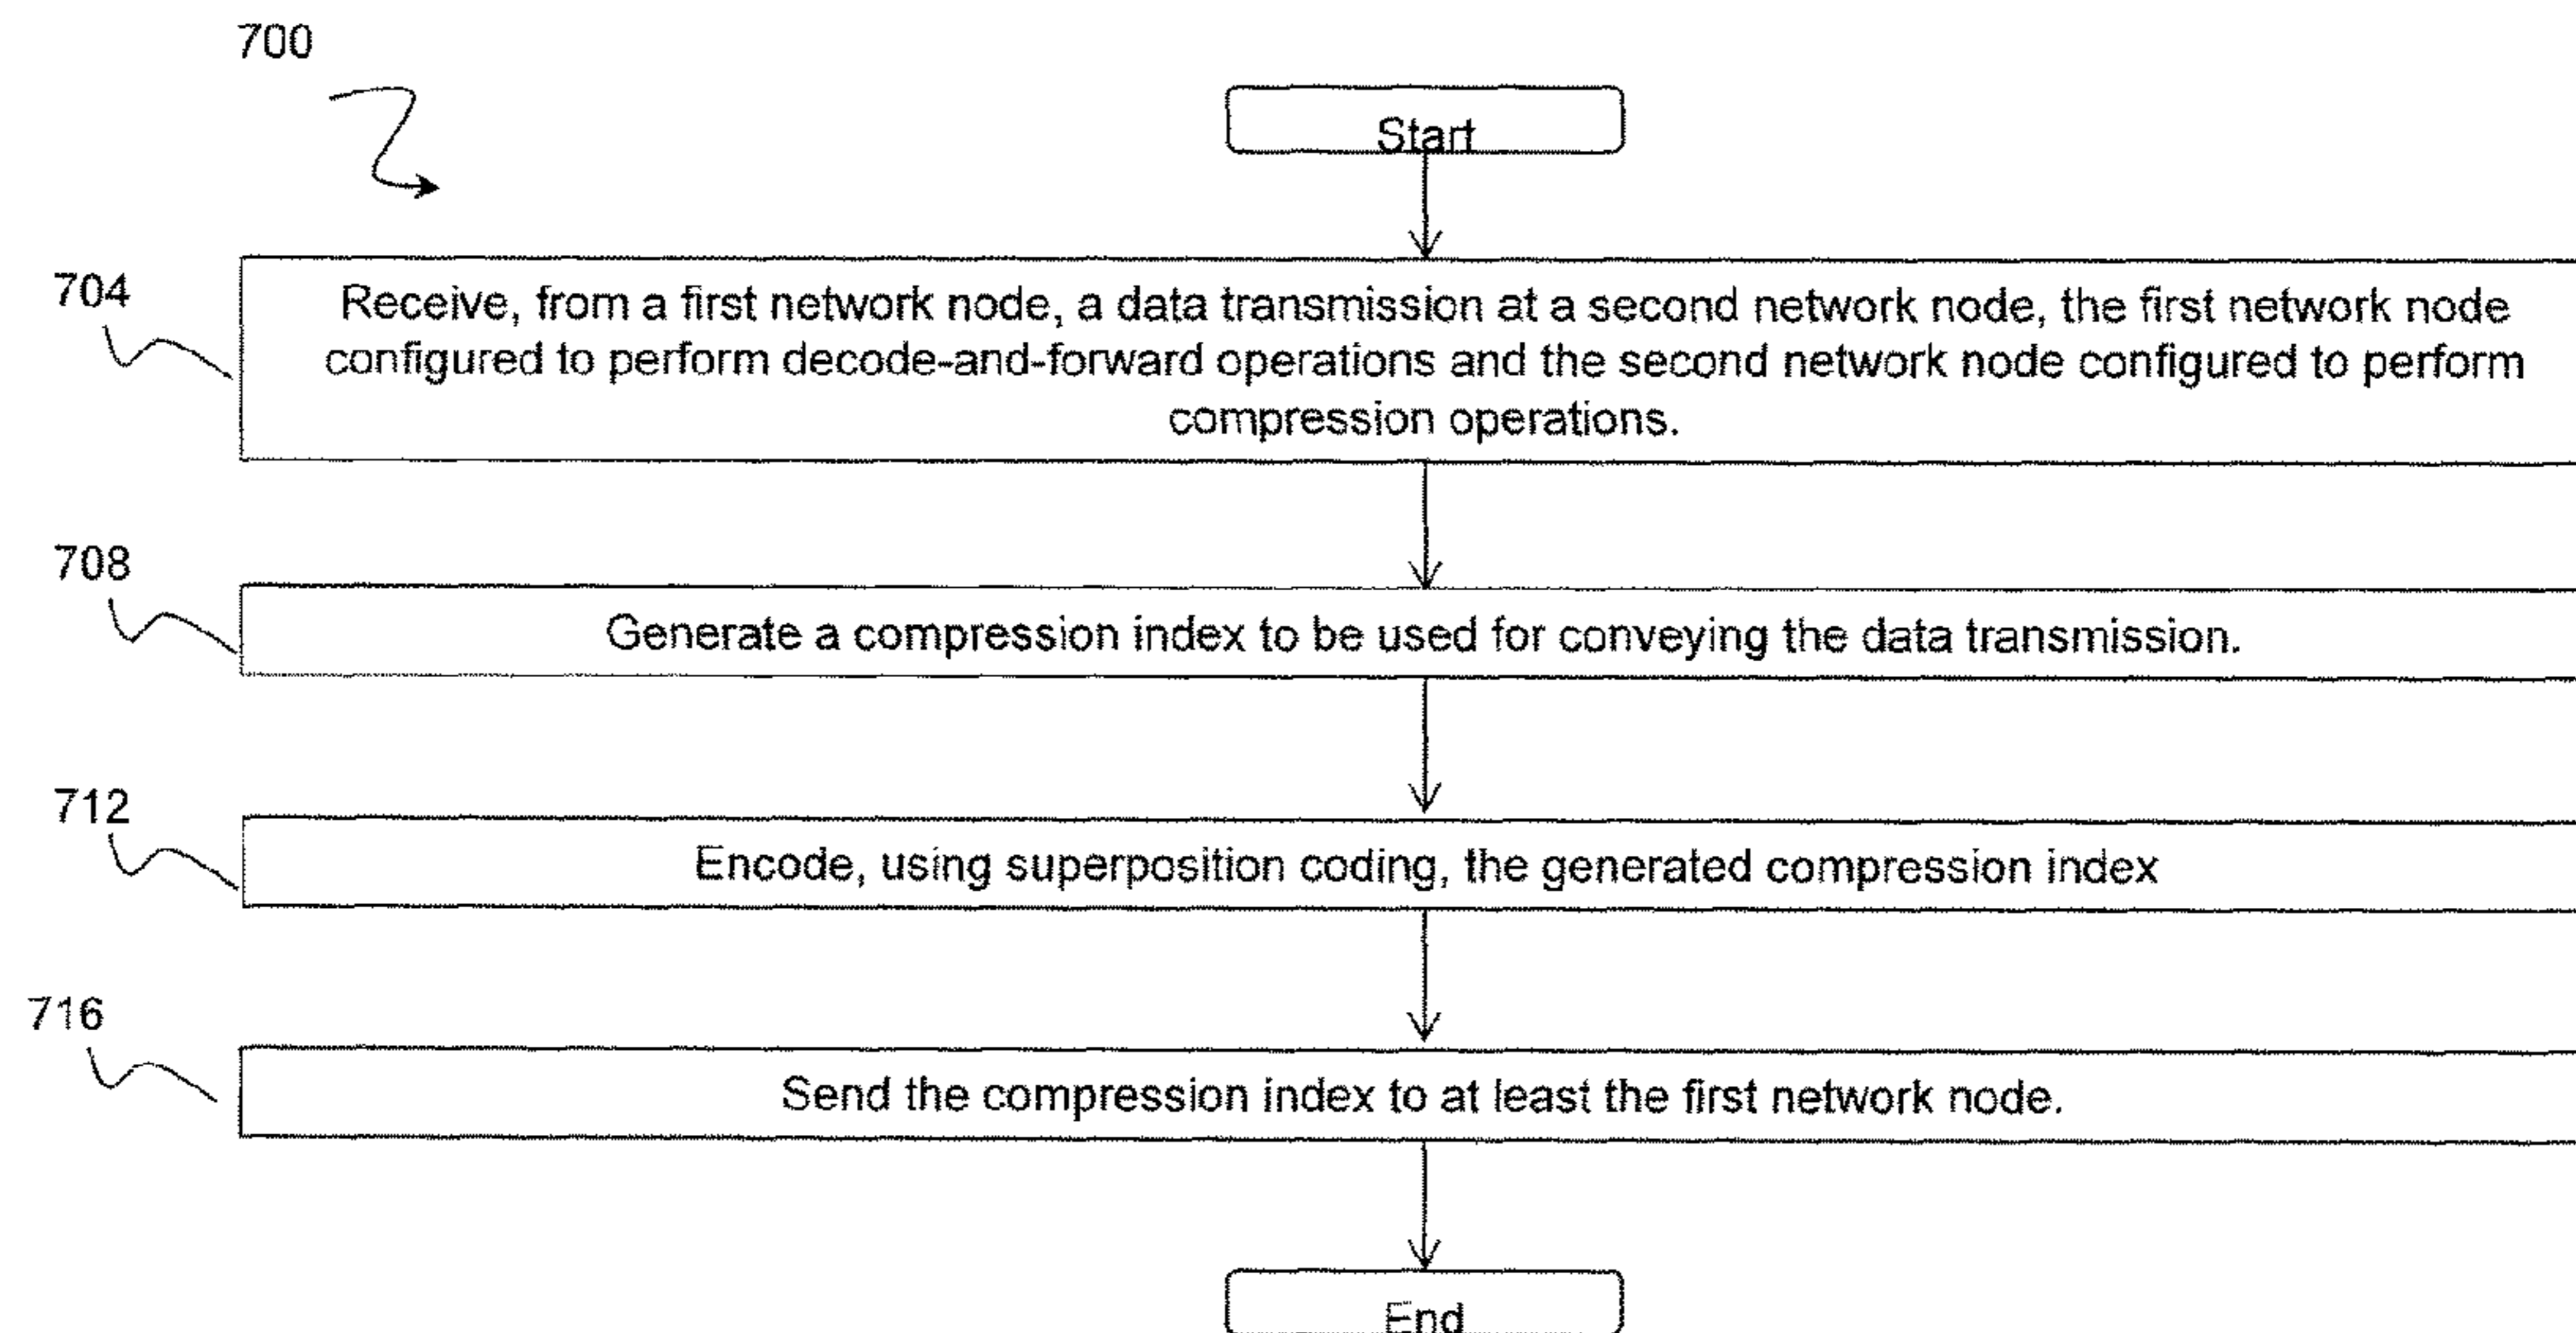 700
Start
704
Receive, from a first network node, a data transmission at a second network node, the first network node
configured to perform decode-and-forward operations and the second network node configured to perform
compression operations.
708
Generate a compression index to be used for conveying the data transmission.
712
Encode, using superposition coding, the generated compression index
716
Send the compression index to at least the first network node.
End